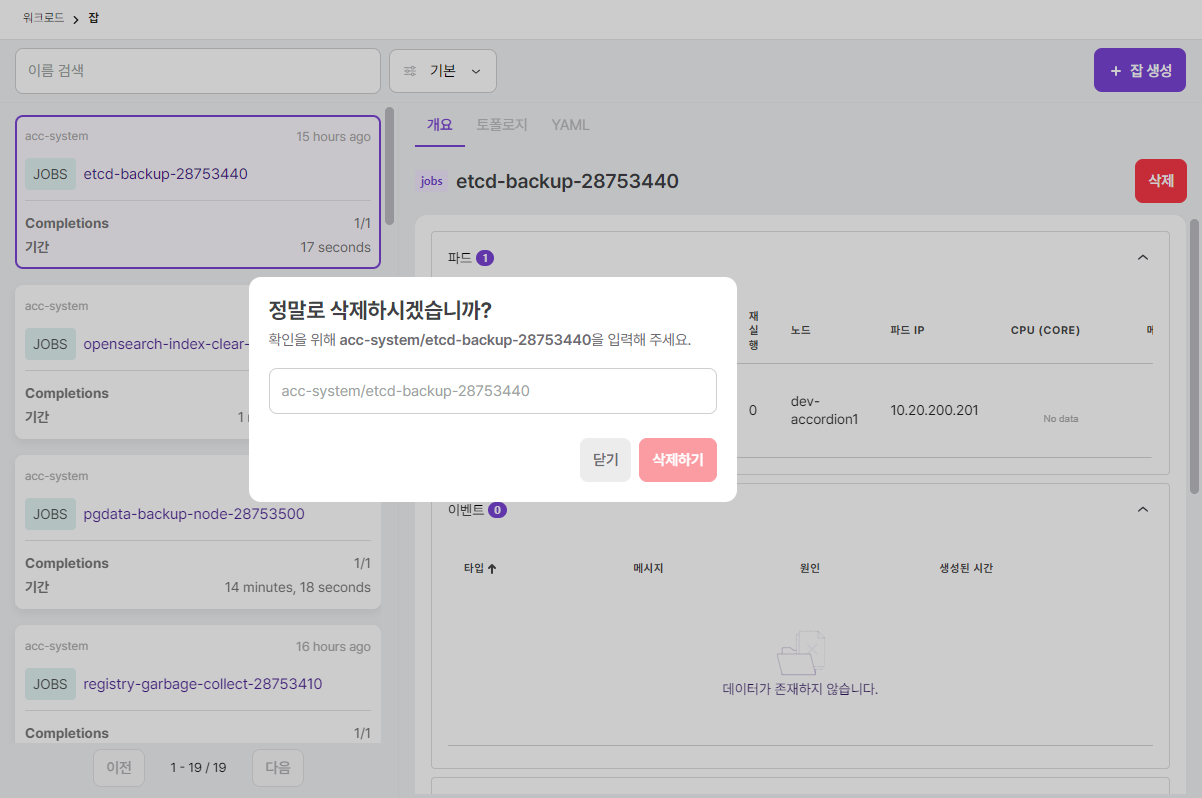 워크로드 > 잡
이름 검색
기본
+ 잡 생성
acc-system 15 hours ago
JOBS etcd-backup-28753440
Completions 1/1
기간 17 seconds
acc-system
JOBS opensearch-index-clear-
Completions
기간 1
acc-system
JOBS pgdata-backup-node-28753500
Completions 1/1
기간 14 minutes, 18 seconds
acc-system 16 hours ago
JOBS registry-garbage-collect-28753410
Completions 1/1
이전 1 - 19 / 19 다음
개요 토폴로지 YAML
jobs etcd-backup-28753440 삭제
파드 1
재실행 노드 파드 IP CPU (CORE)
0 dev-accordion1 10.20.200.201 No data
정말로 삭제하시겠습니까?
확인을 위해 acc-system/etcd-backup-28753440을 입력해 주세요.
acc-system/etcd-backup-28753440
닫기 삭제하기
이벤트 0
타입 메시지 원인 생성된 시간
데이터가 존재하지 않습니다.